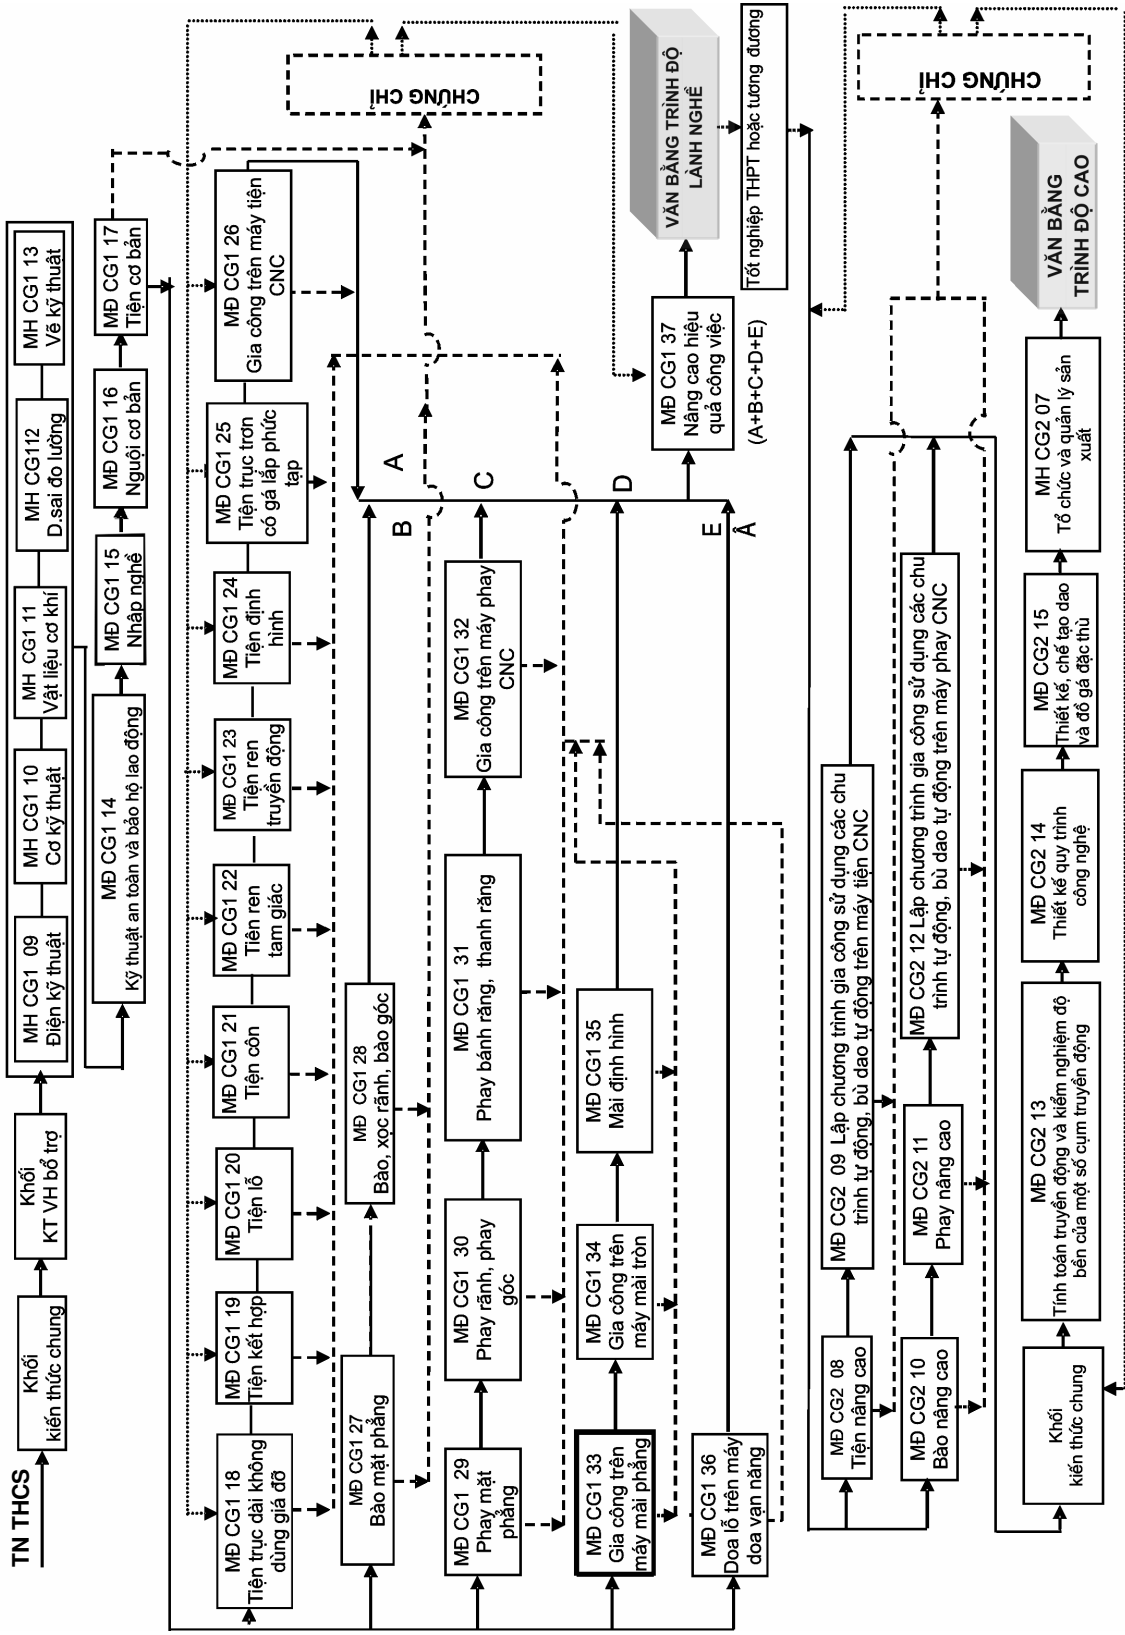 TN THCS
Khối
kiến thức chung
Khối
KT VH bổ trợ
MH CG1 09
Điện kỹ thuật
MH CG1 10
Cơ kỹ thuật
MH CG1 11
Vật liệu cơ khí
MH CG112
D.sai đo lường
MH CG1 13
Vẽ kỹ thuật
MĐ CG1 14
Kỹ thuật an toàn và bảo hộ lao động
MĐ CG1 15
Nhập nghề
MĐ CG1 16
Nguội cơ bản
MĐ CG1 17
Tiện cơ bản
MĐ CG1 18
Tiện trục dài không
dùng giá đỡ
MĐ CG1 19
Tiện kết hợp
MĐ CG1 20
Tiện lỗ
MĐ CG1 21
Tiện côn
MĐ CG1 22
Tiên ren
tam giác
MĐ CG1 23
Tiện ren
truyền động
MĐ CG1 24
Tiện định
hình
MĐ CG1 25
Tiện trục trơn
có gá lắp phức
tạp
MĐ CG1 26
Gia công trên máy tiện
CNC
CHỨNG CHỈ
MĐ CG1 27
Bào mặt phẳng
MĐ CG1 28
Bào, xọc rãnh, bào góc
A
B
MĐ CG1 29
Phay mặt
phẳng
MĐ CG1 30
Phay rãnh, phay
góc
MĐ CG1 31
Phay bánh răng, thanh răng
MĐ CG1 32
Gia công trên máy phay
CNC
C
MĐ CG1 33
Gia công trên
máy mài phẳng
MĐ CG1 34
Gia công trên
máy mài tròn
MĐ CG1 35
Mài định hình
D
MĐ CG1 36
Doa lỗ trên máy
doa vạn năng
E
Â
MĐ CG1 37
Nâng cao hiệu
quả công việc
(A+B+C+D+E)
VĂN BẰNG TRÌNH ĐỘ
LÀNH NGHỀ
Tốt nghiệp THPT hoặc tương đương
MĐ CG2 08
Tiện nâng cao
MĐ CG2 09 Lập chương trình gia công sử dụng các chu
trình tự động, bù dao tự động trên máy tiện CNC
MĐ CG2 10
Bào nâng cao
MĐ CG2 11
Phay nâng cao
MĐ CG2 12 Lập chương trình gia công sử dụng các chu
trình tự động, bù dao tự động trên máy phay CNC
CHỨNG CHỈ
Khối
kiến thức chung
MĐ CG2 13
Tính toán truyền động và kiểm nghiệm độ
bền của một số cụm truyền động
MĐ CG2 14
Thiết kế quy trình
công nghệ
MĐ CG2 15
Thiết kế, chế tạo dao
và đồ gá đặc thù
MH CG2 07
Tổ chức và quản lý sản
xuất
VĂN BẰNG
TRÌNH ĐỘ CAO